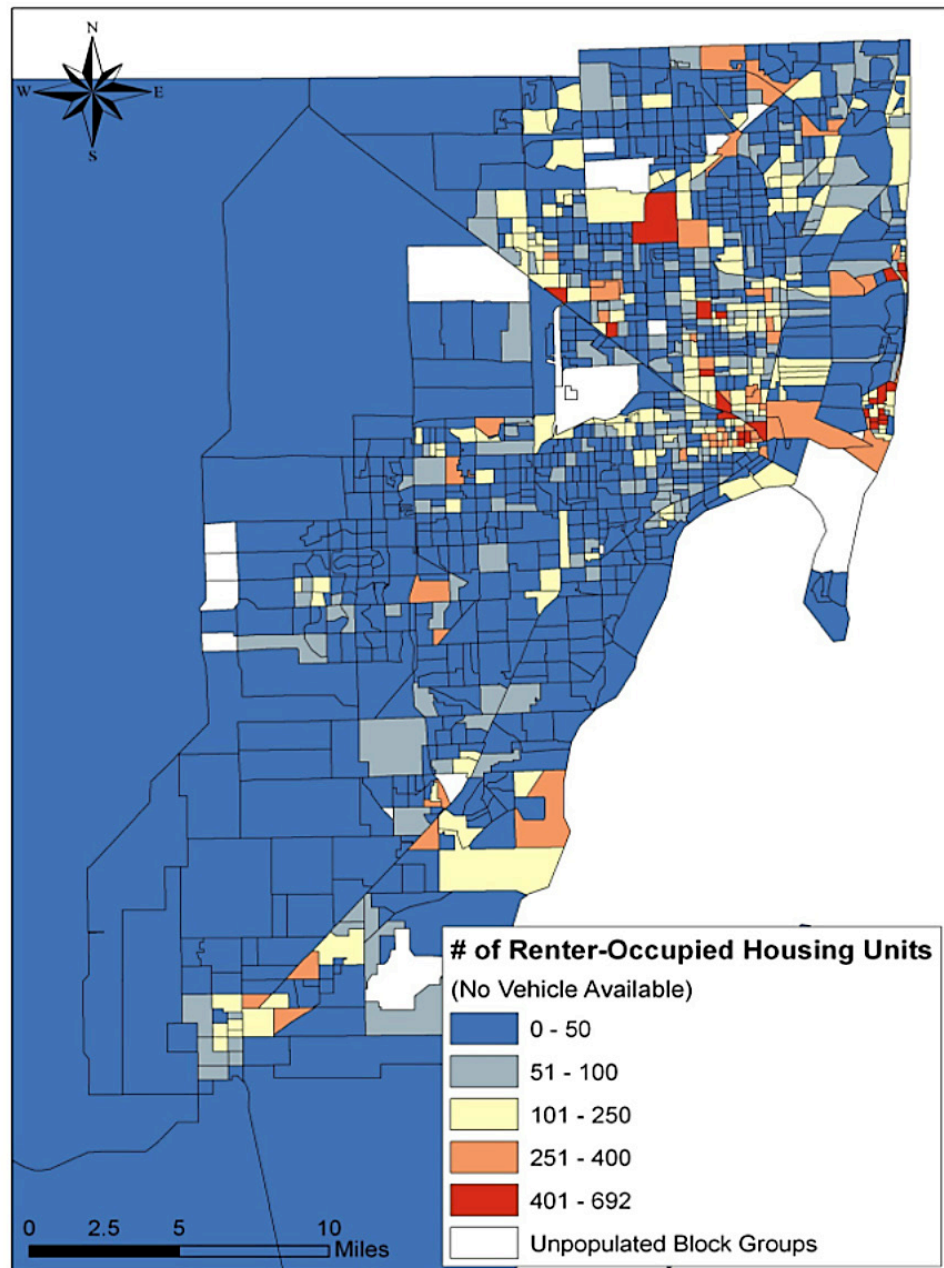 N
W E
S
# of Renter-Occupied Housing Units
(No Vehicle Available)
0 - 50
51 - 100
101 - 250
251 - 400
401 - 692
Unpopulated Block Groups
0 2.5 5 10
Miles